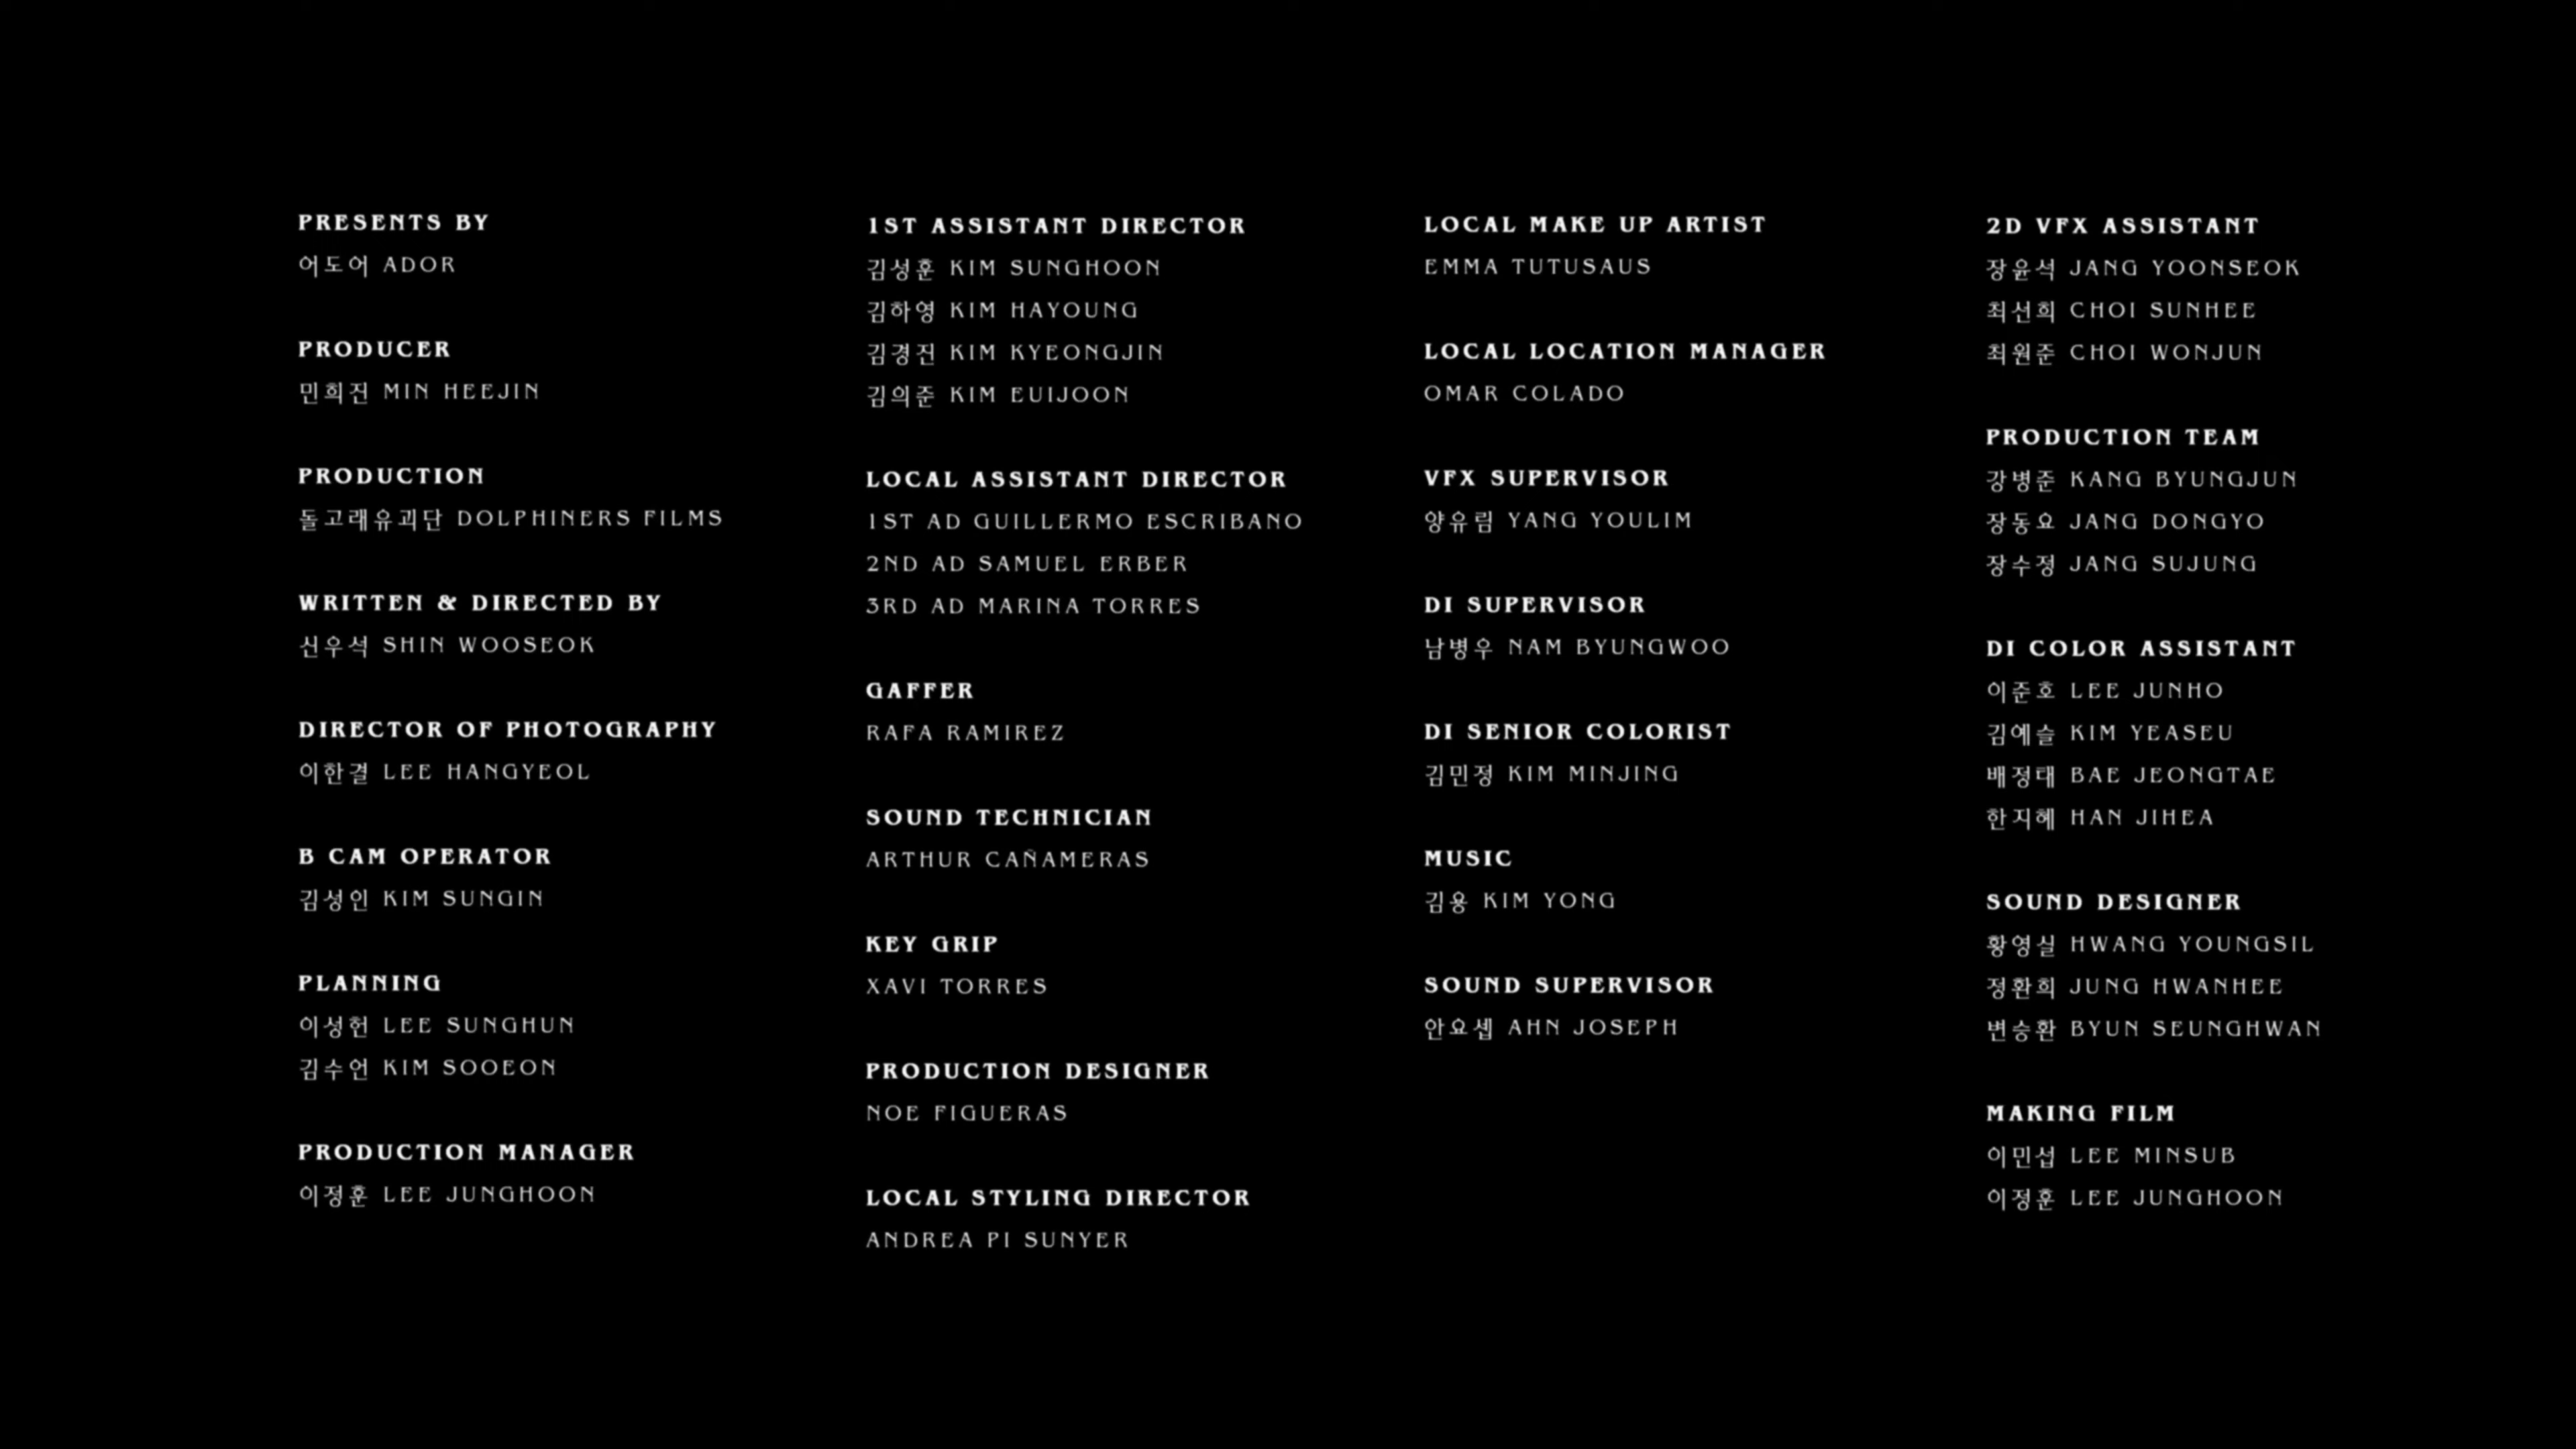 PRESENTS BY
어도어 ADOR
PRODUCER
민희진 MIN HEEJIN
PRODUCTION
돌고래유괴단 DOLPHINERS FILMS
WRITTEN & DIRECTED BY
신우석 SHIN WOOSEOK
DIRECTOR OF PHOTOGRAPHY
이한결 LEE HANGYEOL
B CAM OPERATOR
김성인 KIM SUNGIN
PLANNING
이성헌 LEE SUNGHUN
김수언 KIM SOOEON
PRODUCTION MANAGER
이정훈 LEE JUNGHOON
1ST ASSISTANT DIRECTOR
김성훈 KIM SUNGHOON
김하영 KIM HAYOUNG
김경진 KIM KYEONGJIN
김의준 KIM EUIJOON
LOCAL ASSISTANT DIRECTOR
1ST AD GUILLERMO ESCRIBANO
2ND AD SAMUEL ERBER
3RD AD MARINA TORRES
GAFFER
RAFA RAMIREZ
SOUND TECHNICIAN
ARTHUR CAÑAMERAS
KEY GRIP
XAVI TORRES
PRODUCTION DESIGNER
NOE FIGUERAS
LOCAL STYLING DIRECTOR
ANDREA PI SUNYER
LOCAL MAKE UP ARTIST
EMMA TUTUSAUS
LOCAL LOCATION MANAGER
OMAR COLADO
VFX SUPERVISOR
양유림 YANG YOULIM
DI SUPERVISOR
남병우 NAM BYUNGWOO
DI SENIOR COLORIST
김민정 KIM MINJING
MUSIC
김용 KIM YONG
SOUND SUPERVISOR
안요셉 AHN JOSEPH
2D VFX ASSISTANT
장윤석 JANG YOONSEOK
최선희 CHOI SUNHEE
최원준 CHOI WONJUN
PRODUCTION TEAM
강병준 KANG BYUNGJUN
장동요 JANG DONGYO
장수정 JANG SUJUNG
DI COLOR ASSISTANT
이준호 LEE JUNHO
김예슬 KIM YEASEU
배정태 BAE JEONGTAE
한지혜 HAN JIHEA
SOUND DESIGNER
황영실 HWANG YOUNGSIL
정환희 JUNG HWANHEE
변승환 BYUN SEUNGHWAN
MAKING FILM
이민섭 LEE MINSUB
이정훈 LEE JUNGHOON